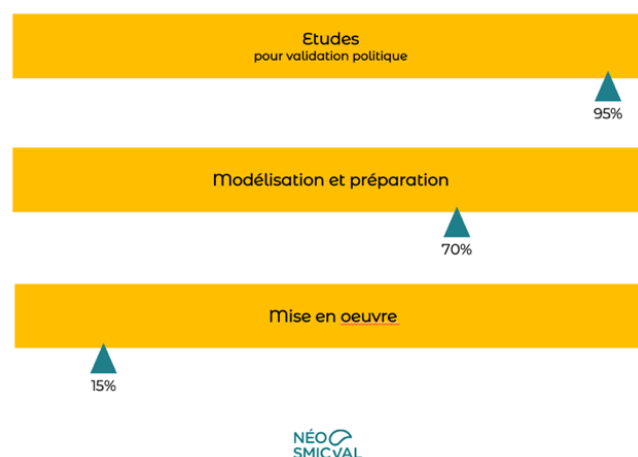 Etudes
pour validation politique
95%
Modélisation et préparation
70%
Mise en oeuvre
15%
NÉO
SMICVAL